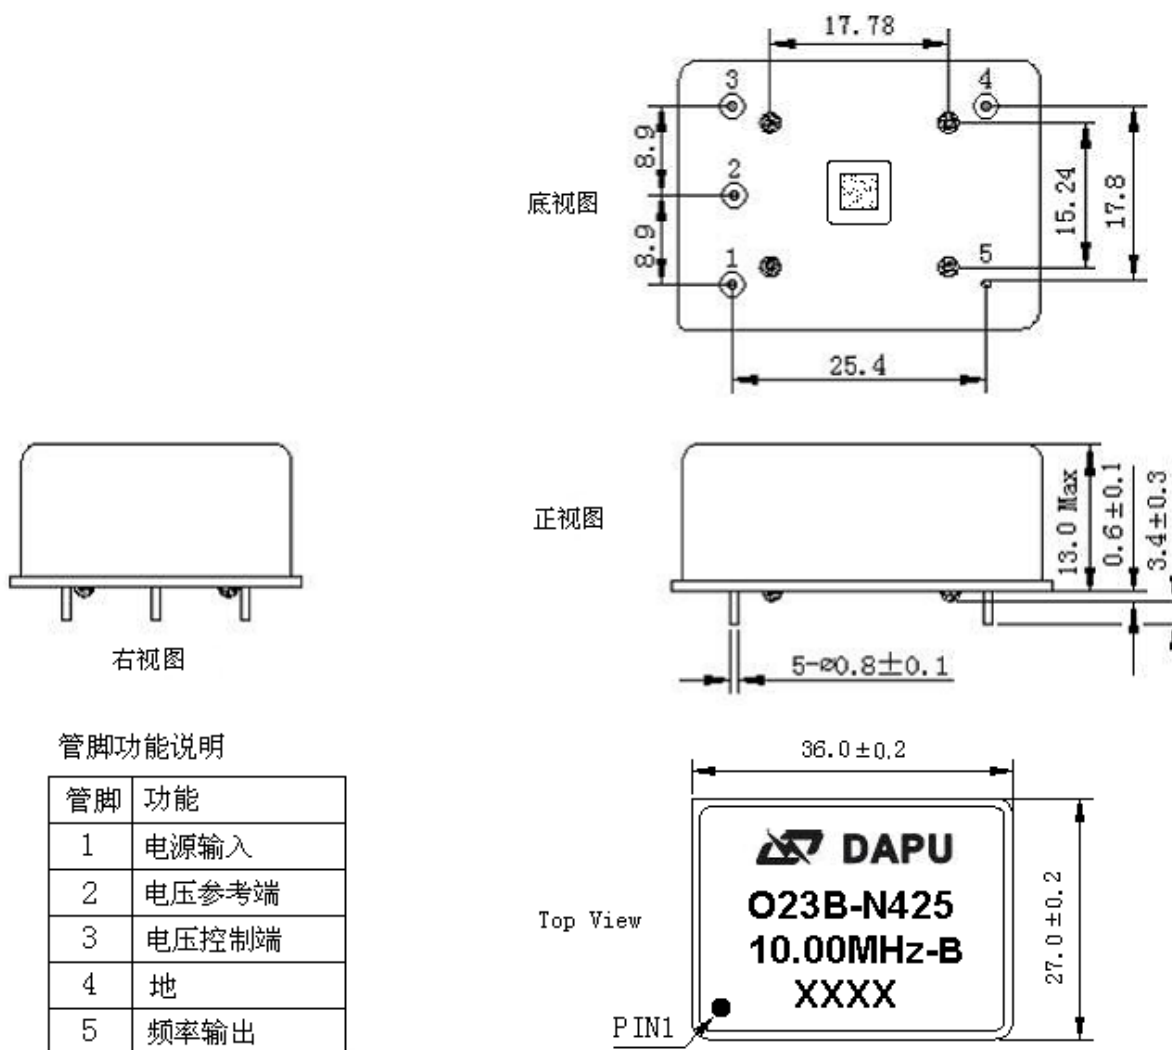 17.78
3
4
8.9
2
底视图
15.24
17.8
8.9
1
5
25.4
正视图
13.0 Max
0.6±0.1
3.4±0.3
右视图
5-ø0.8±0.1
管脚功能说明
管脚 功能
1 电源输入
2 电压参考端
3 电压控制端
4 地
5 频率输出
36.0±0.2
Top View
DAPU
O23B-N425
10.00MHz-B
XXXX
27.0±0.2
PIN1